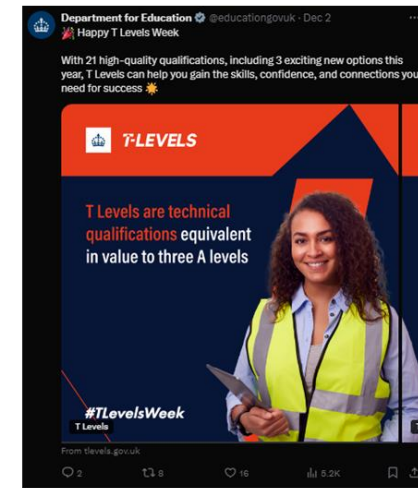 Department for Education @educationgovuk · Dec 2
Happy T Levels Week
With 21 high-quality qualifications, including 3 exciting new options this
year, T Levels can help you gain the skills, confidence, and connections you
need for success
T-LEVELS
T Levels are technical
qualifications equivalent
in value to three A levels
#TLevelsWeek
T Levels
From tlevels.gov.uk
2 8 16 5.2K